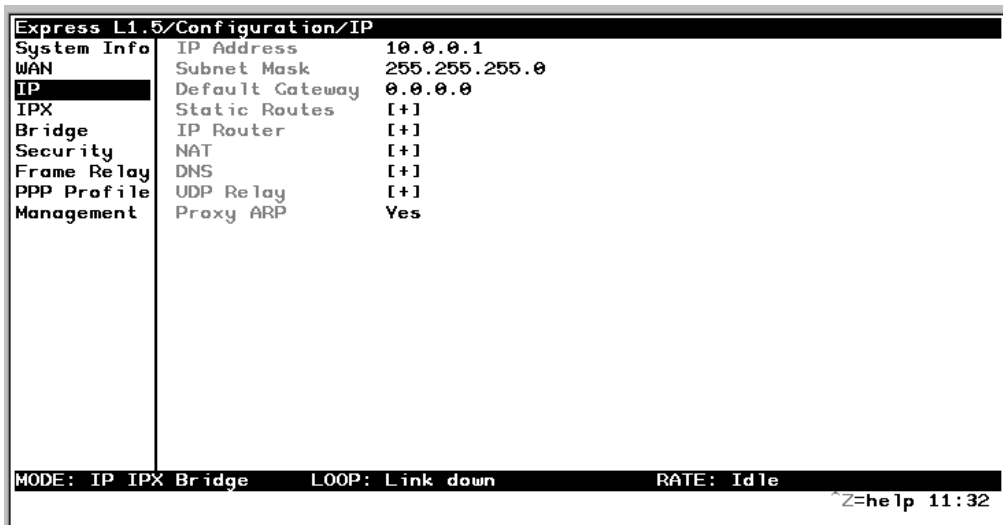 Express L1.5/Configuration/IP
System Info IP Address 10.0.0.1
WAN Subnet Mask 255.255.255.0
IP Default Gateway 0.0.0.0
IPX Static Routes [+]
Bridge IP Router [+]
Security NAT [+]
Frame Relay DNS [+]
PPP Profile UDP Relay [+]
Management Proxy ARP Yes
MODE: IP IPX Bridge LOOP: Link down RATE: Idle
^Z=help 11:32